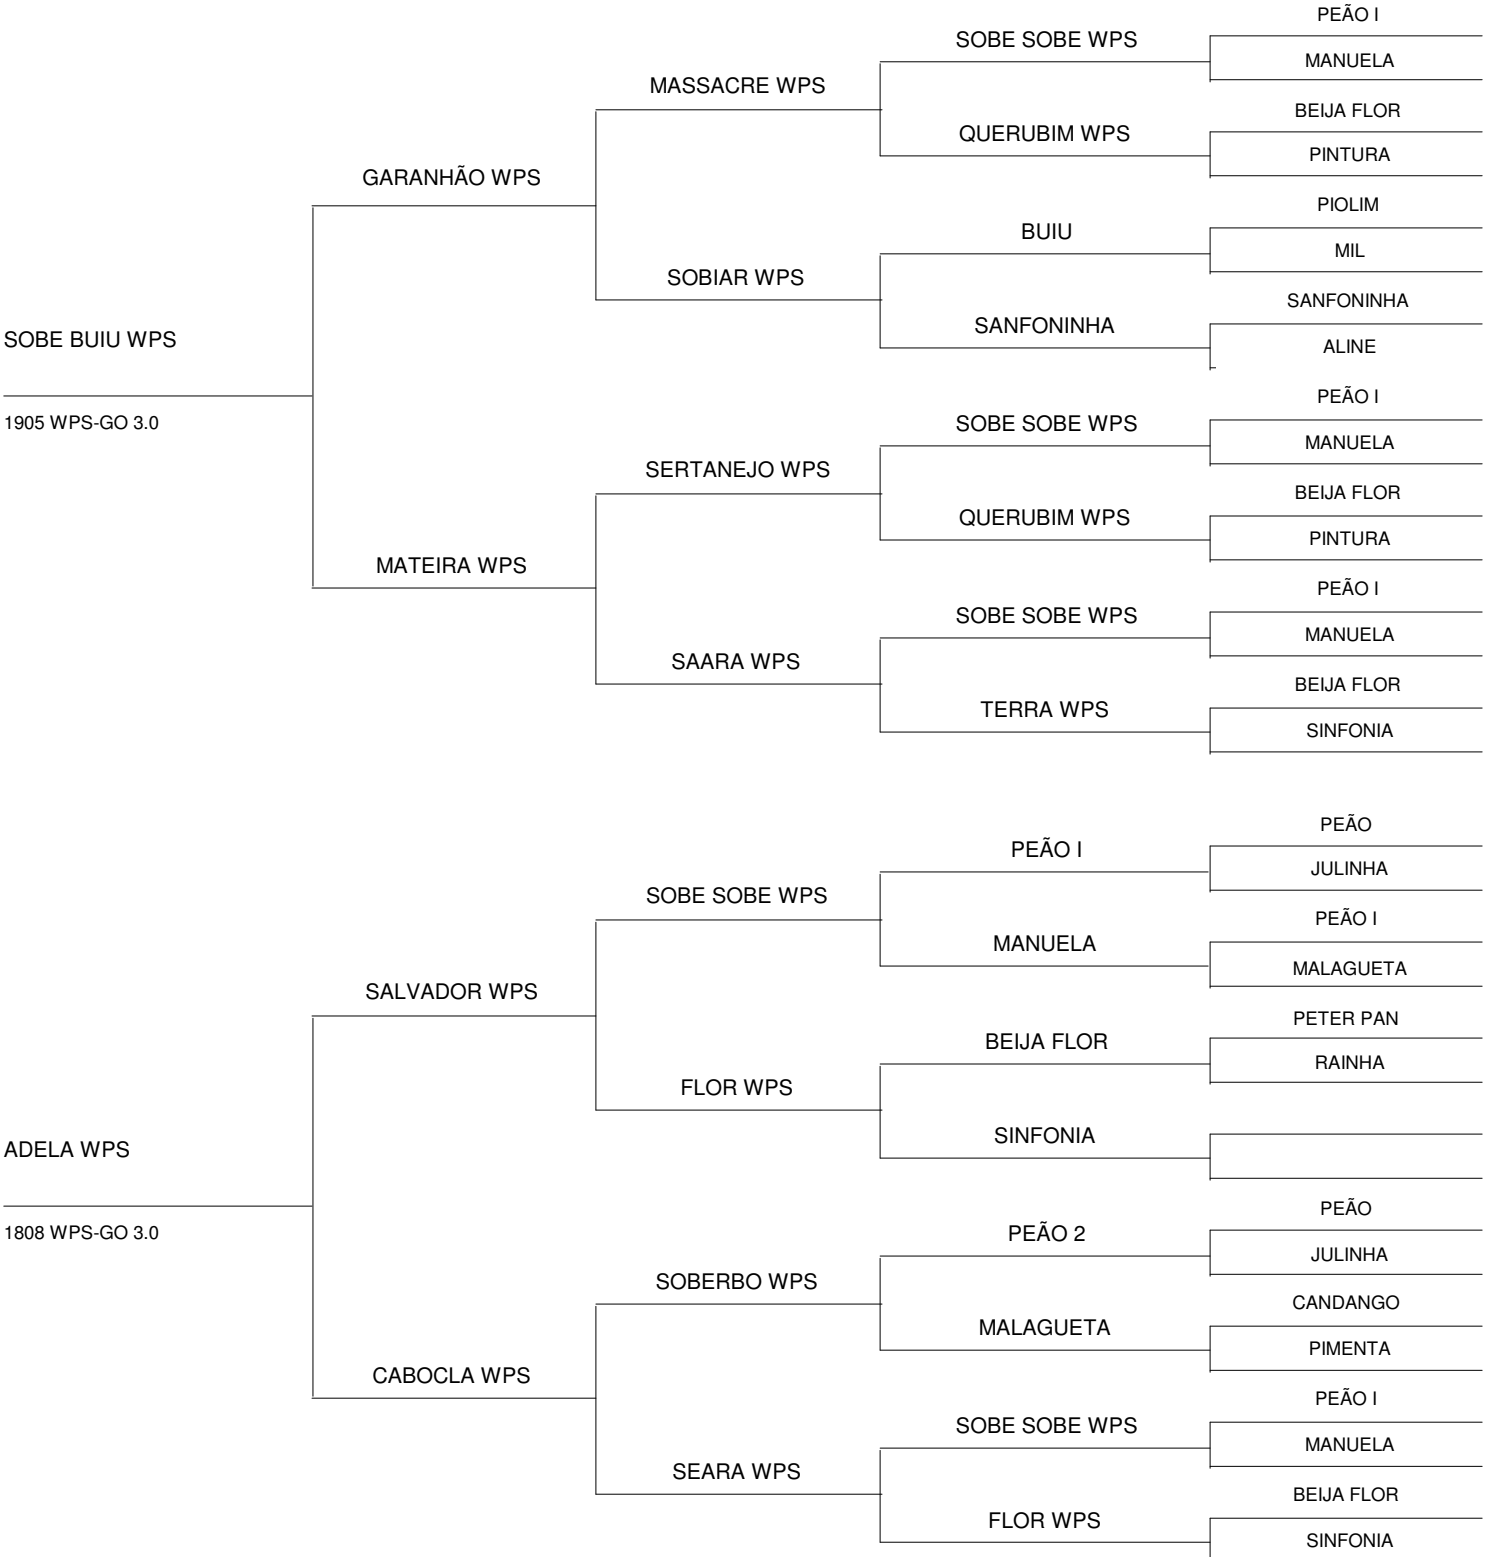 PEÃO I
SOBE SOBE WPS
MANUELA
MASSACRE WPS
BEIJA FLOR
QUERUBIM WPS
PINTURA
GARANHÃO WPS
PIOLIM
BUIU
MIL
SOBIAR WPS
SANFONINHA
SANFONINHA
ALINE
SOBE BUIU WPS
1905 WPS-GO 3.0
PEÃO I
SOBE SOBE WPS
MANUELA
SERTANEJO WPS
BEIJA FLOR
QUERUBIM WPS
PINTURA
MATEIRA WPS
PEÃO I
SOBE SOBE WPS
MANUELA
SAARA WPS
BEIJA FLOR
TERRA WPS
SINFONIA
PEÃO
PEÃO I
JULINHA
SOBE SOBE WPS
PEÃO I
MANUELA
MALAGUETA
SALVADOR WPS
PETER PAN
BEIJA FLOR
RAINHA
FLOR WPS
SINFONIA
ADELA WPS
1808 WPS-GO 3.0
PEÃO
PEÃO 2
JULINHA
SOBERBO WPS
CANDANGO
MALAGUETA
PIMENTA
CABOCLA WPS
PEÃO I
SOBE SOBE WPS
MANUELA
SEARA WPS
BEIJA FLOR
FLOR WPS
SINFONIA